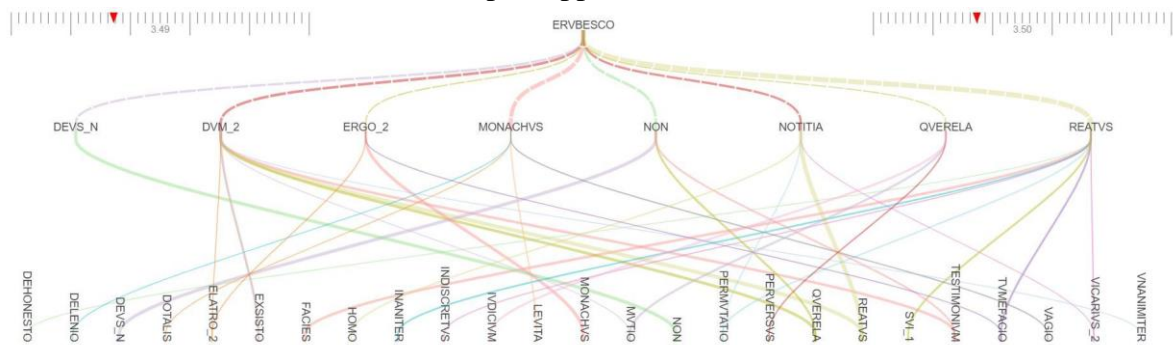 ERVBESCO
3.49
3.50
DEVS_N DVM_2 ERGO_2 MONACHVS NON NOTITIA QVERELA REATVS
DEHONESTO
DELENIO
DEVS_N
DOTALIS
ELATRO_2
EXSISTO
FACIES
HOMO
INANITER
INDISCRETVS
IVDICIVM
LEVITA
MONACHVS
MVTIO
NON
PERMVTATIO
PERVERSVS
QVERELA
REATVS
SVI_1
TESTIMONIVM
TVMEFACIO
VAGIO
VICARIVS_2
VNANIMITER